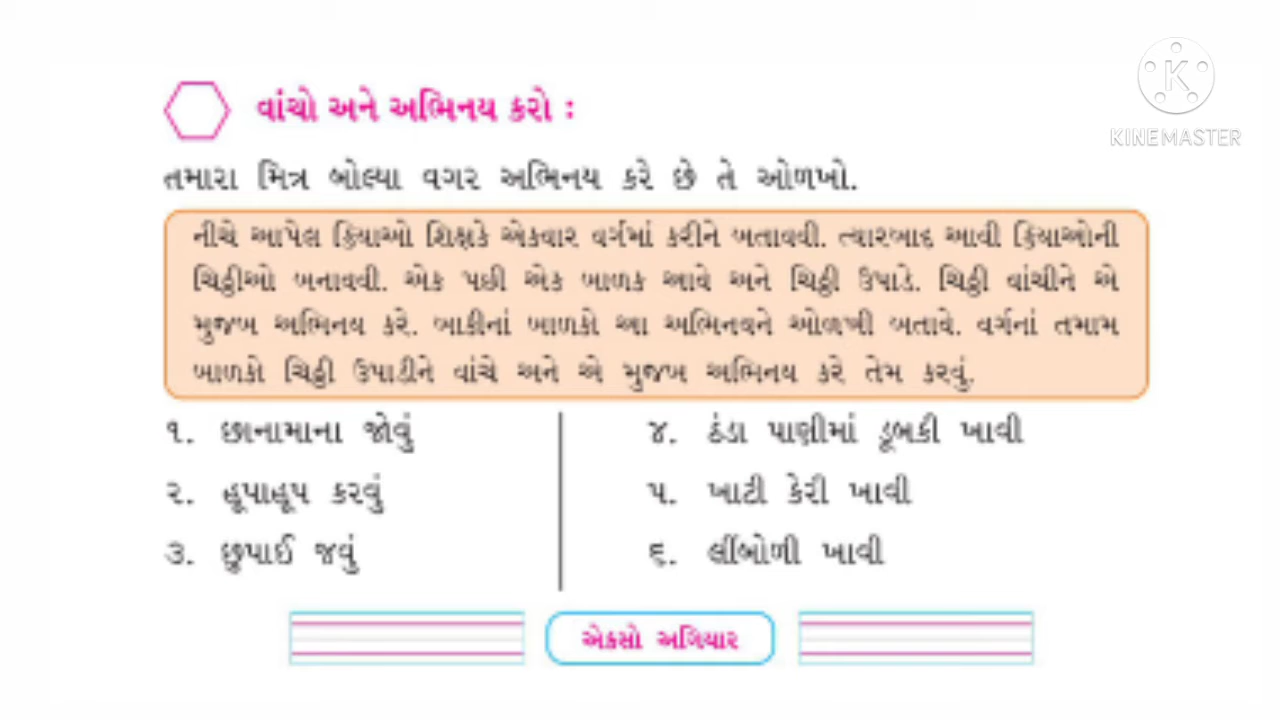 વાંચો અને અભિનય કરો :
KINEMASTER
તમારા મિત્ર બોલ્યા વગર અભિનય કરે છે તે ઓળખો.
નીચે આપેલ ક્રિયાઓ શિક્ષકે એકવાર વર્ગમાં કરીને બતાવવી. ત્યારબાદ આવી ક્રિયાઓની
ચિઠ્ઠીઓ બનાવવી. એક પછી એક બાળક આવે અને ચિઠ્ઠી ઉપાડે. ચિઠ્ઠી વાંચીને એ
મુજબ અભિનય કરે. બાકીનાં બાળકો આ અભિનયને ઓળખી બતાવે. વર્ગનાં તમામ
બાળકો ચિઠ્ઠી ઉપાડીને વાંચે અને એ મુજબ અભિનય કરે તેમ કરવું.
૧. છાનામાના જોવું
૨. હૂપાહૂપ કરવું
૩. છુપાઈ જવું
૪. ઠંડા પાણીમાં ડૂબકી ખાવી
૫. ખાટી કેરી ખાવી
૬. લીંબોળી ખાવી
એકસો અગિયાર